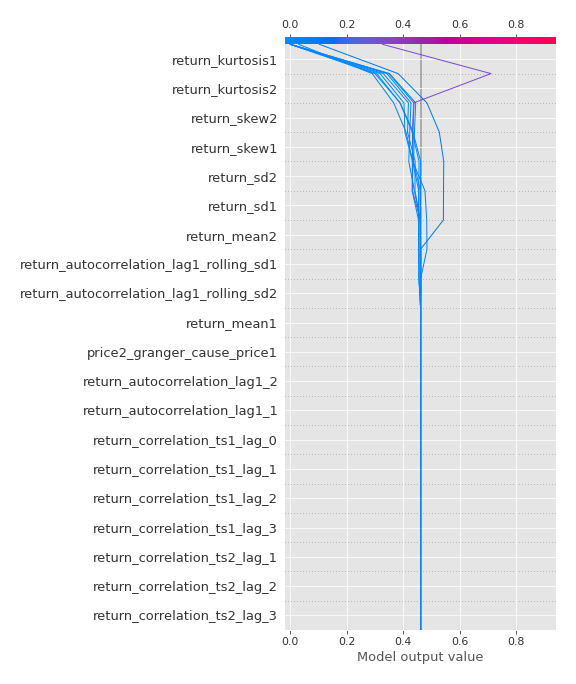 0.0 0.2 0.4 0.6 0.8
return_kurtosis1
return_kurtosis2
return_skew2
return_skew1
return_sd2
return_sd1
return_mean2
return_autocorrelation_lag1_rolling_sd1
return_autocorrelation_lag1_rolling_sd2
return_mean1
price2_granger_cause_price1
return_autocorrelation_lag1_2
return_autocorrelation_lag1_1
return_correlation_ts1_lag_0
return_correlation_ts1_lag_1
return_correlation_ts1_lag_2
return_correlation_ts1_lag_3
return_correlation_ts2_lag_1
return_correlation_ts2_lag_2
return_correlation_ts2_lag_3
0.0 0.2 0.4 0.6 0.8
Model output value